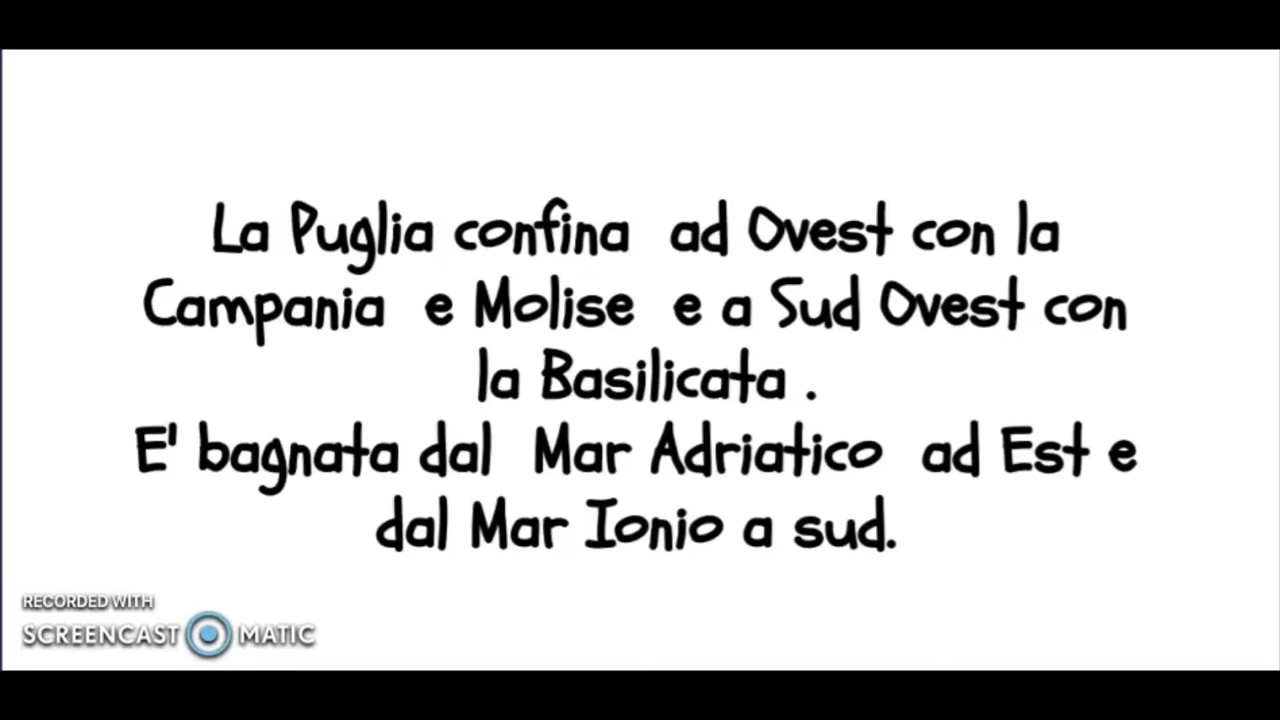 La Puglia confina ad Ovest con la
Campania e Molise e a Sud Ovest con
la Basilicata .
E' bagnata dal Mar Adriatico ad Est e
dal Mar Ionio a sud.
RECORDED WITH
SCREENCAST MATIC